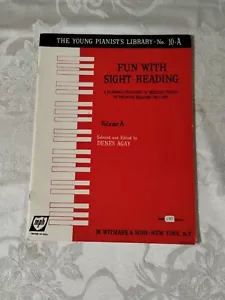 THE YOUNG PIANIST'S LIBRARY • No. 10-A
FUN WITH
SIGHT-READING
Volume A
Selected and Edited by
DENES AGAY
M. WITMARK & SONS • NEW YORK, N.Y.